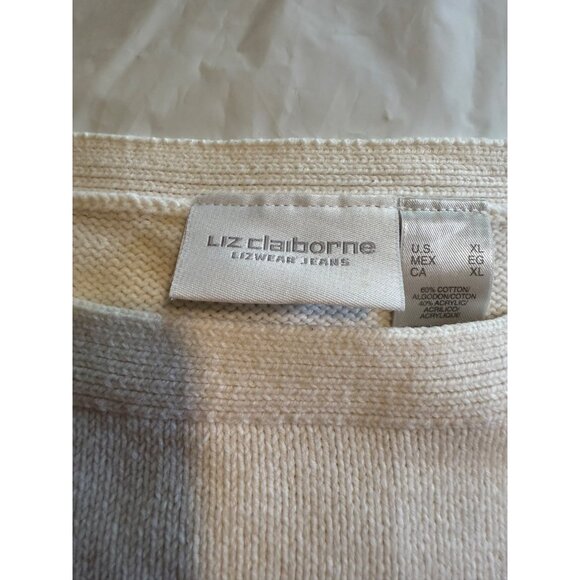 Liz claiborne
LIZWEAR JEANS
U.S. XL
MEX EG
CA XL
60% COTTON/
ALGODON/COTON
40% ACRYLIC/
ACRILICO/
ACRYLIQUE